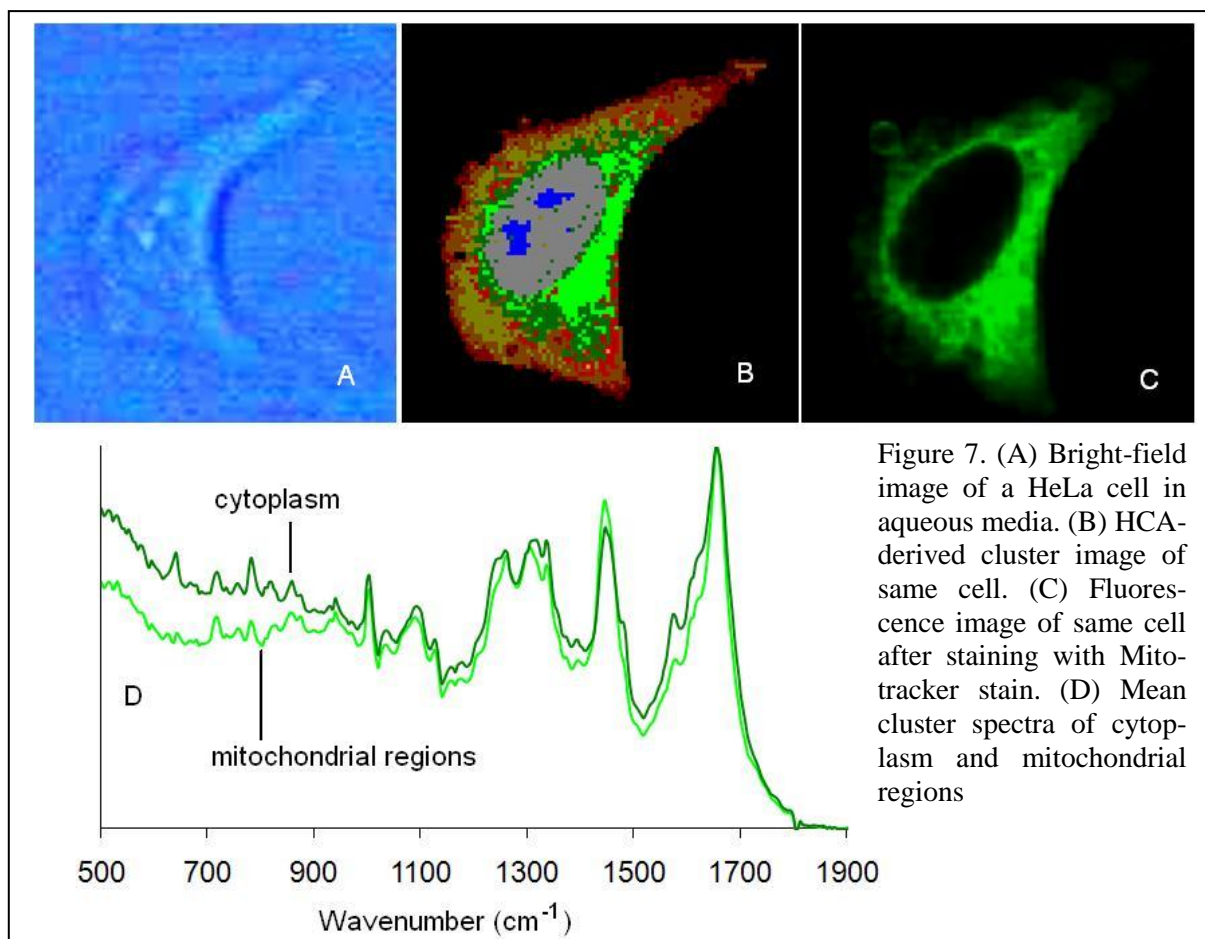 A
B
C
Figure 7. (A) Bright-field
image of a HeLa cell in
aqueous media. (B) HCA-
derived cluster image of
same cell. (C) Fluores-
cence image of same cell
after staining with Mito-
tracker stain. (D) Mean
cluster spectra of cytop-
lasm and mitochondrial
regions
cytoplasm
D
mitochondrial regions
500 700 900 1100 1300 1500 1700 1900
Wavenumber (cm⁻¹)